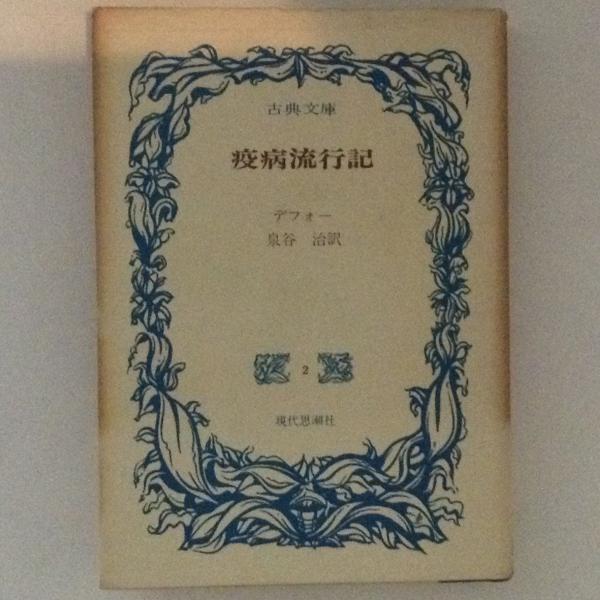 古典文庫
疫病流行記
デフォー
泉谷 治訳
2
現代思潮社